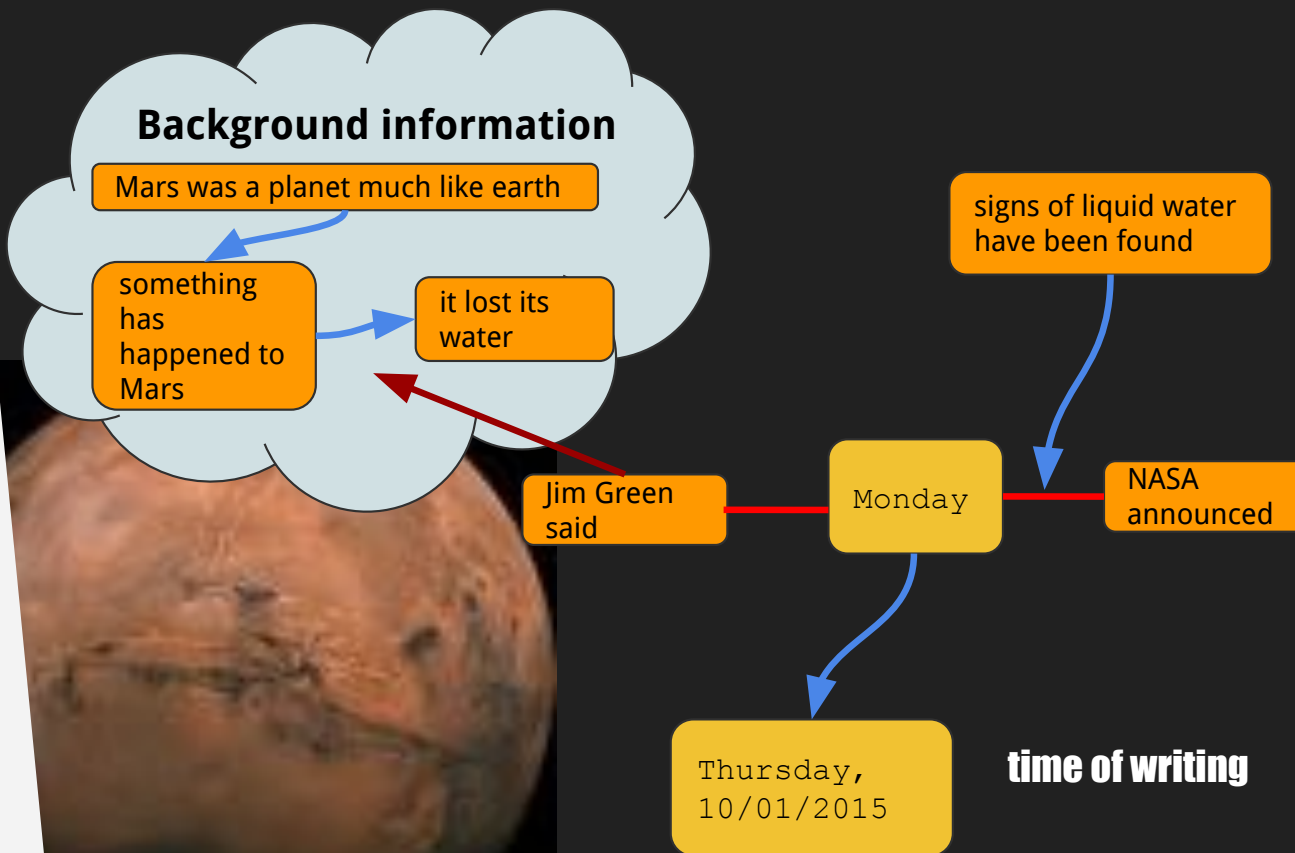 Background information
Mars was a planet much like earth
something
has
happened to
Mars
it lost its
water
signs of liquid water
have been found
Jim Green
said
Monday
NASA
announced
Thursday,
10/01/2015
time of writing